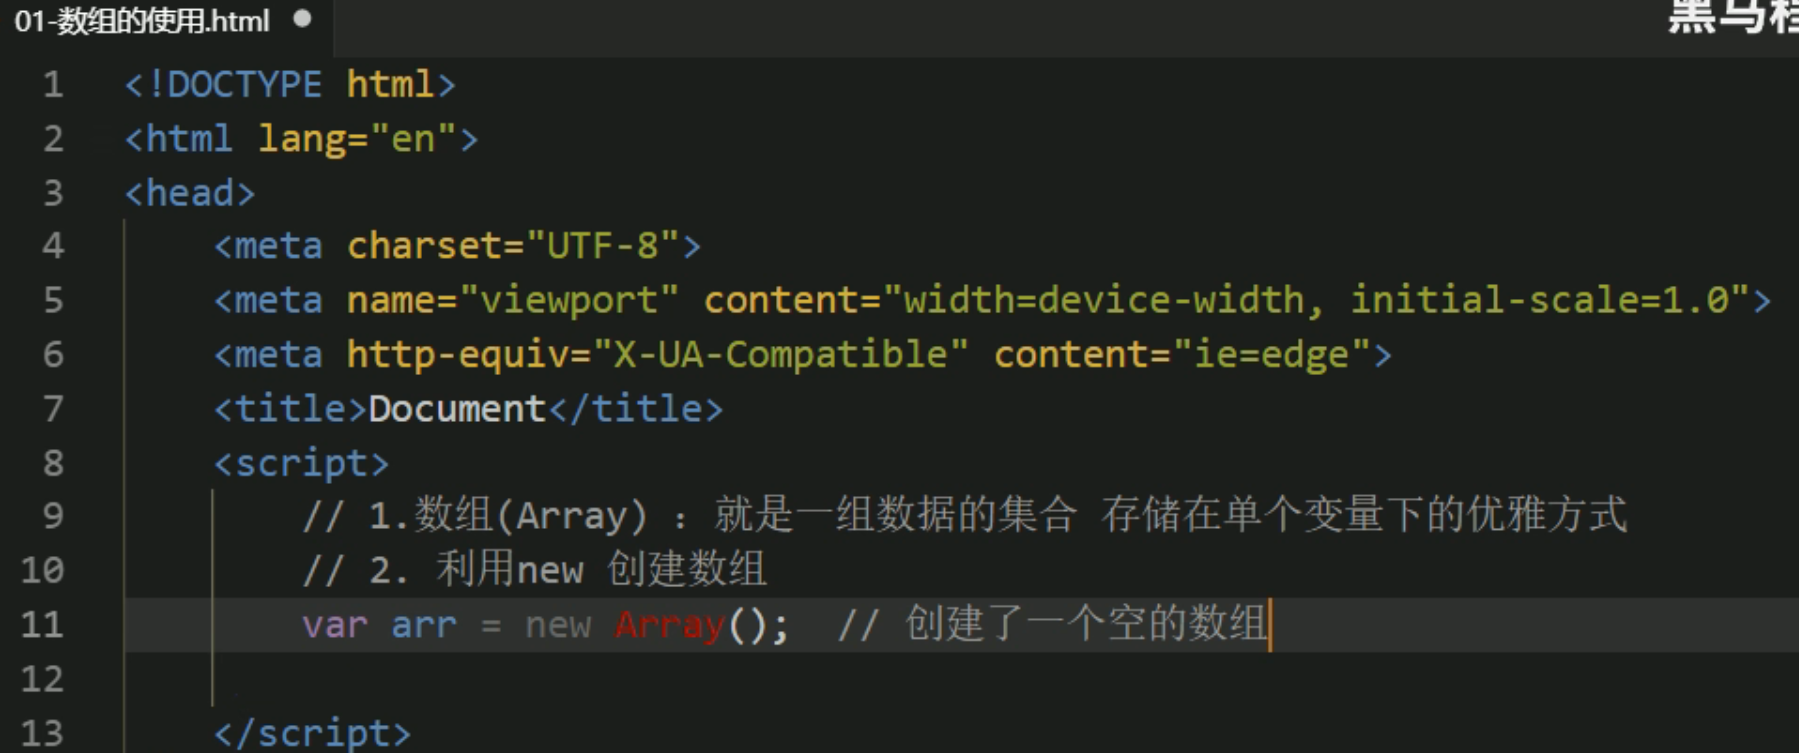 01-数组的使用.html ●
黑马程
1 <!DOCTYPE html>
2 <html lang="en">
3 <head>
4     <meta charset="UTF-8">
5     <meta name="viewport" content="width=device-width, initial-scale=1.0">
6     <meta http-equiv="X-UA-Compatible" content="ie=edge">
7     <title>Document</title>
8     <script>
9         // 1.数组(Array) ：就是一组数据的集合 存储在单个变量下的优雅方式
10         // 2. 利用new 创建数组
11         var arr = new Array();  // 创建了一个空的数组
12
13     </script>